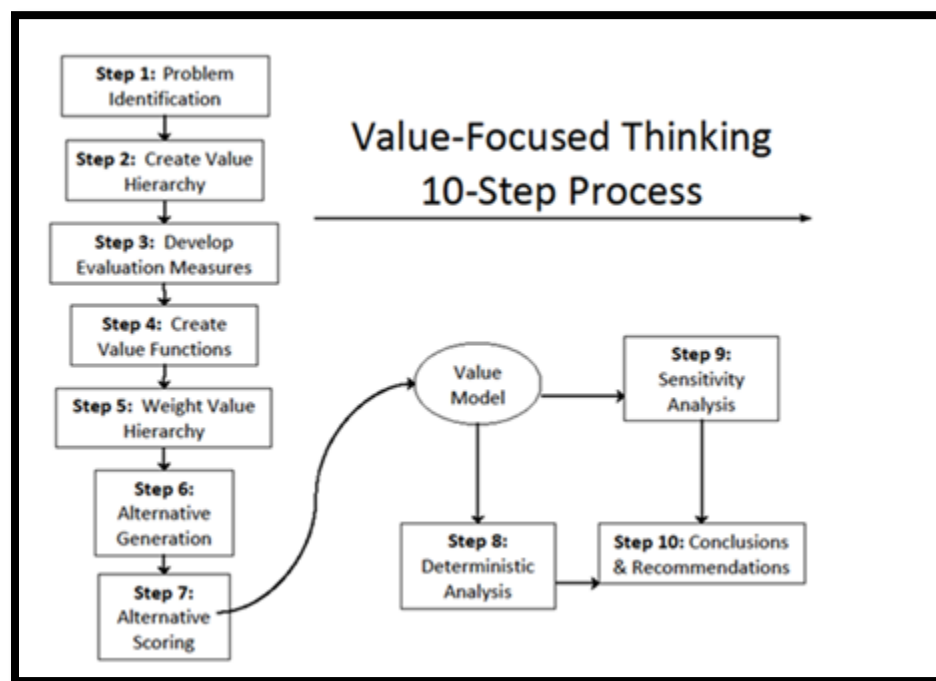 Step 1: Problem
Identification
Step 2: Create Value
Hierarchy
Step 3: Develop
Evaluation Measures
Step 4: Create
Value Functions
Step 5: Weight Value
Hierarchy
Step 6:
Alternative
Generation
Step 7:
Alternative
Scoring
Value-Focused Thinking
10-Step Process
Value
Model
Step 8:
Deterministic
Analysis
Step 9:
Sensitivity
Analysis
Step 10: Conclusions
& Recommendations